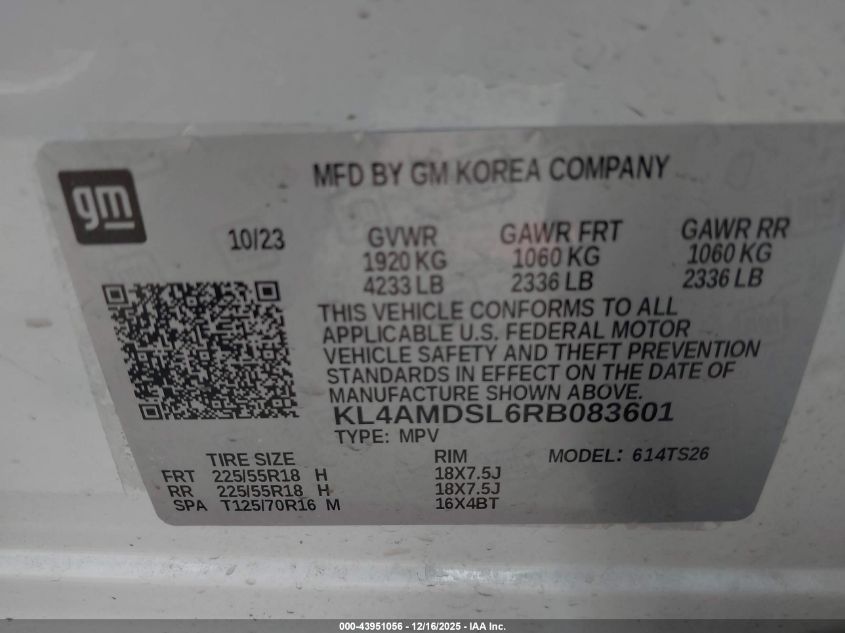 gm
MFD BY GM KOREA COMPANY
10/23 GVWR GAWR FRT GAWR RR
1920 KG 1060 KG 1060 KG
4233 LB 2336 LB 2336 LB
THIS VEHICLE CONFORMS TO ALL
APPLICABLE U.S. FEDERAL MOTOR
VEHICLE SAFETY AND THEFT PREVENTION
STANDARDS IN EFFECT ON THE DATE OF
MANUFACTURE SHOWN ABOVE.
KL4AMDSL6RB083601
TYPE: MPV
TIRE SIZE RIM MODEL: 614TS26
FRT 225/55R18 H 18X7.5J
RR 225/55R18 H 18X7.5J
SPA T125/70R16 M 16X4BT
000-43951056 - 12/16/2025 - IAA Inc.